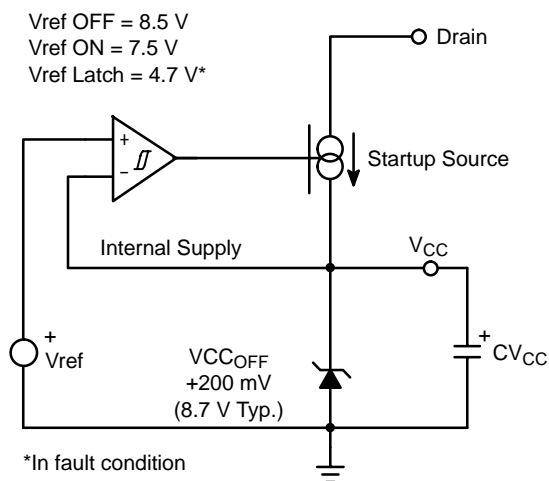 Vref OFF = 8.5 V
Vref ON = 7.5 V
Vref Latch = 4.7 V*
Drain
+
−
Startup Source
Internal Supply
VCC
+
Vref
VCCOFF
+200 mV
(8.7 V Typ.)
+
CVCC
*In fault condition